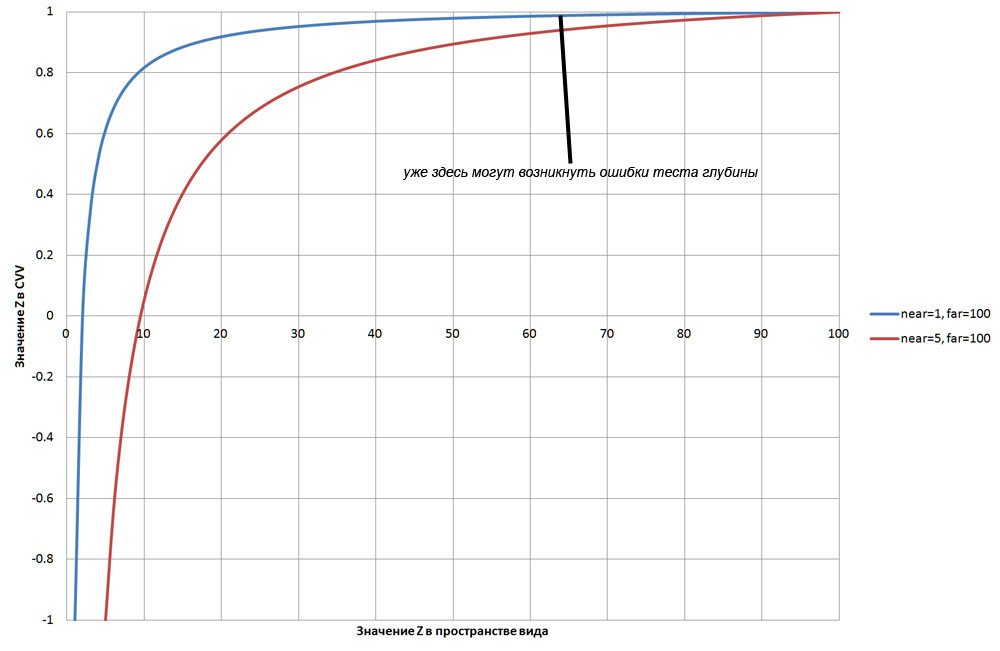 1
0.8
0.6
уже здесь могут возникнуть ошибки теста глубины
0.4
0.2
Значение Z в CVV
0
near=1, far=100
0 10 20 30 40 50 60 70 80 90 100
near=5, far=100
-0.2
-0.4
-0.6
-0.8
-1
Значение Z в пространстве вида